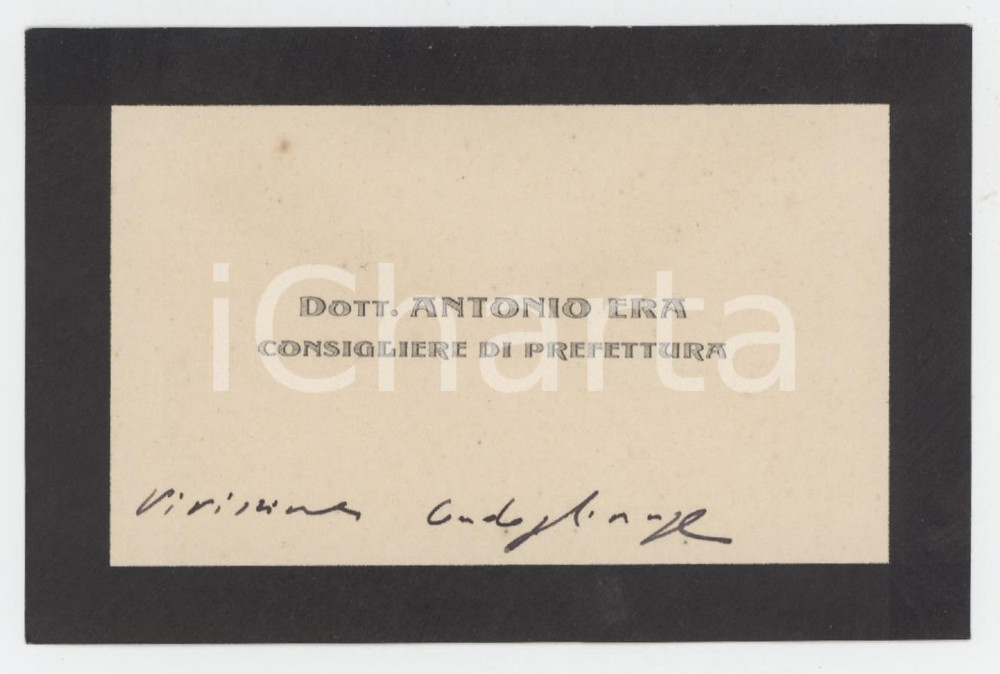 Dott. ANTONIO ERA
CONSIGLIERE DI PREFETTURA
iCharta
Vivissime Condoglianze